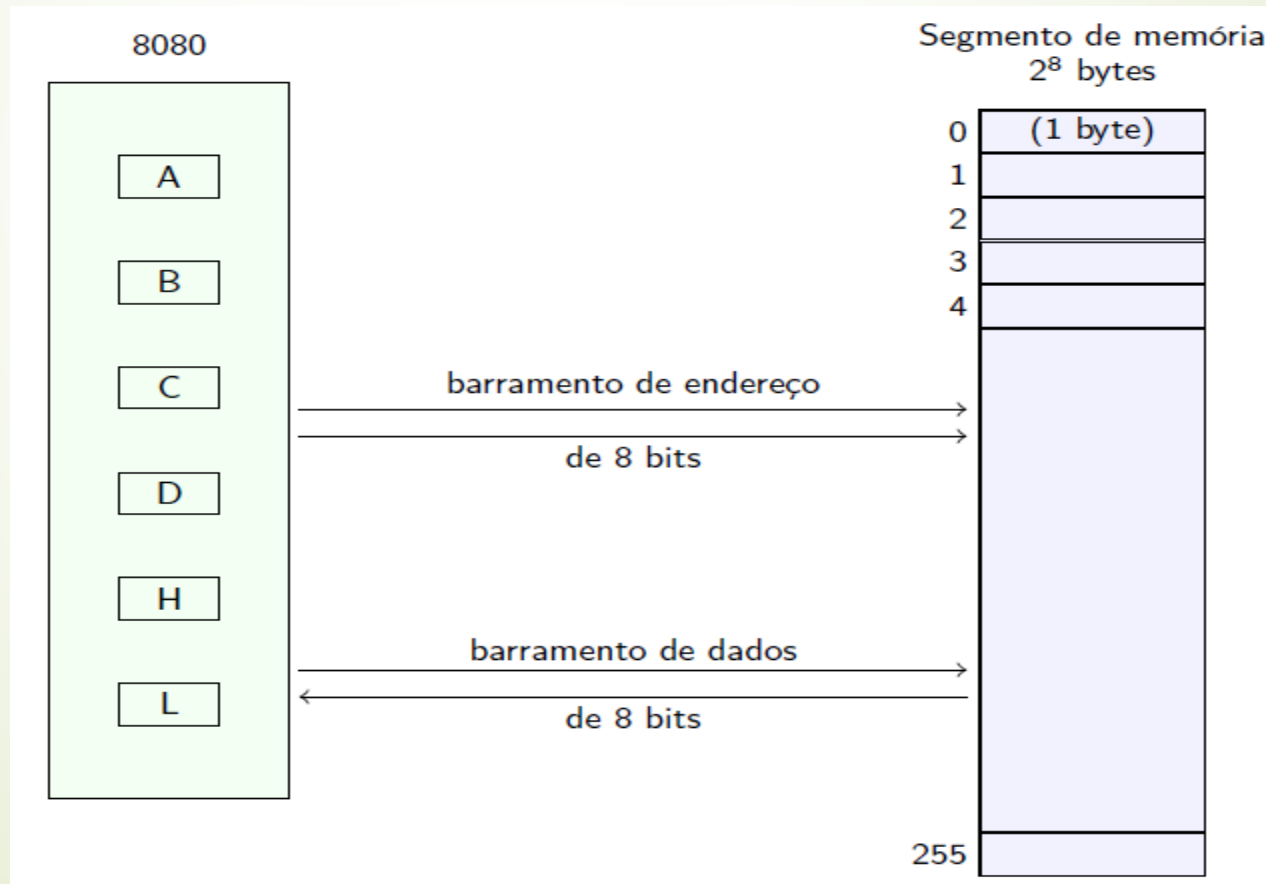 8080
Segmento de memória
2⁸ bytes
0
(1 byte)
1
2
3
4
A
B
C
D
H
L
barramento de endereço
de 8 bits
barramento de dados
de 8 bits
255